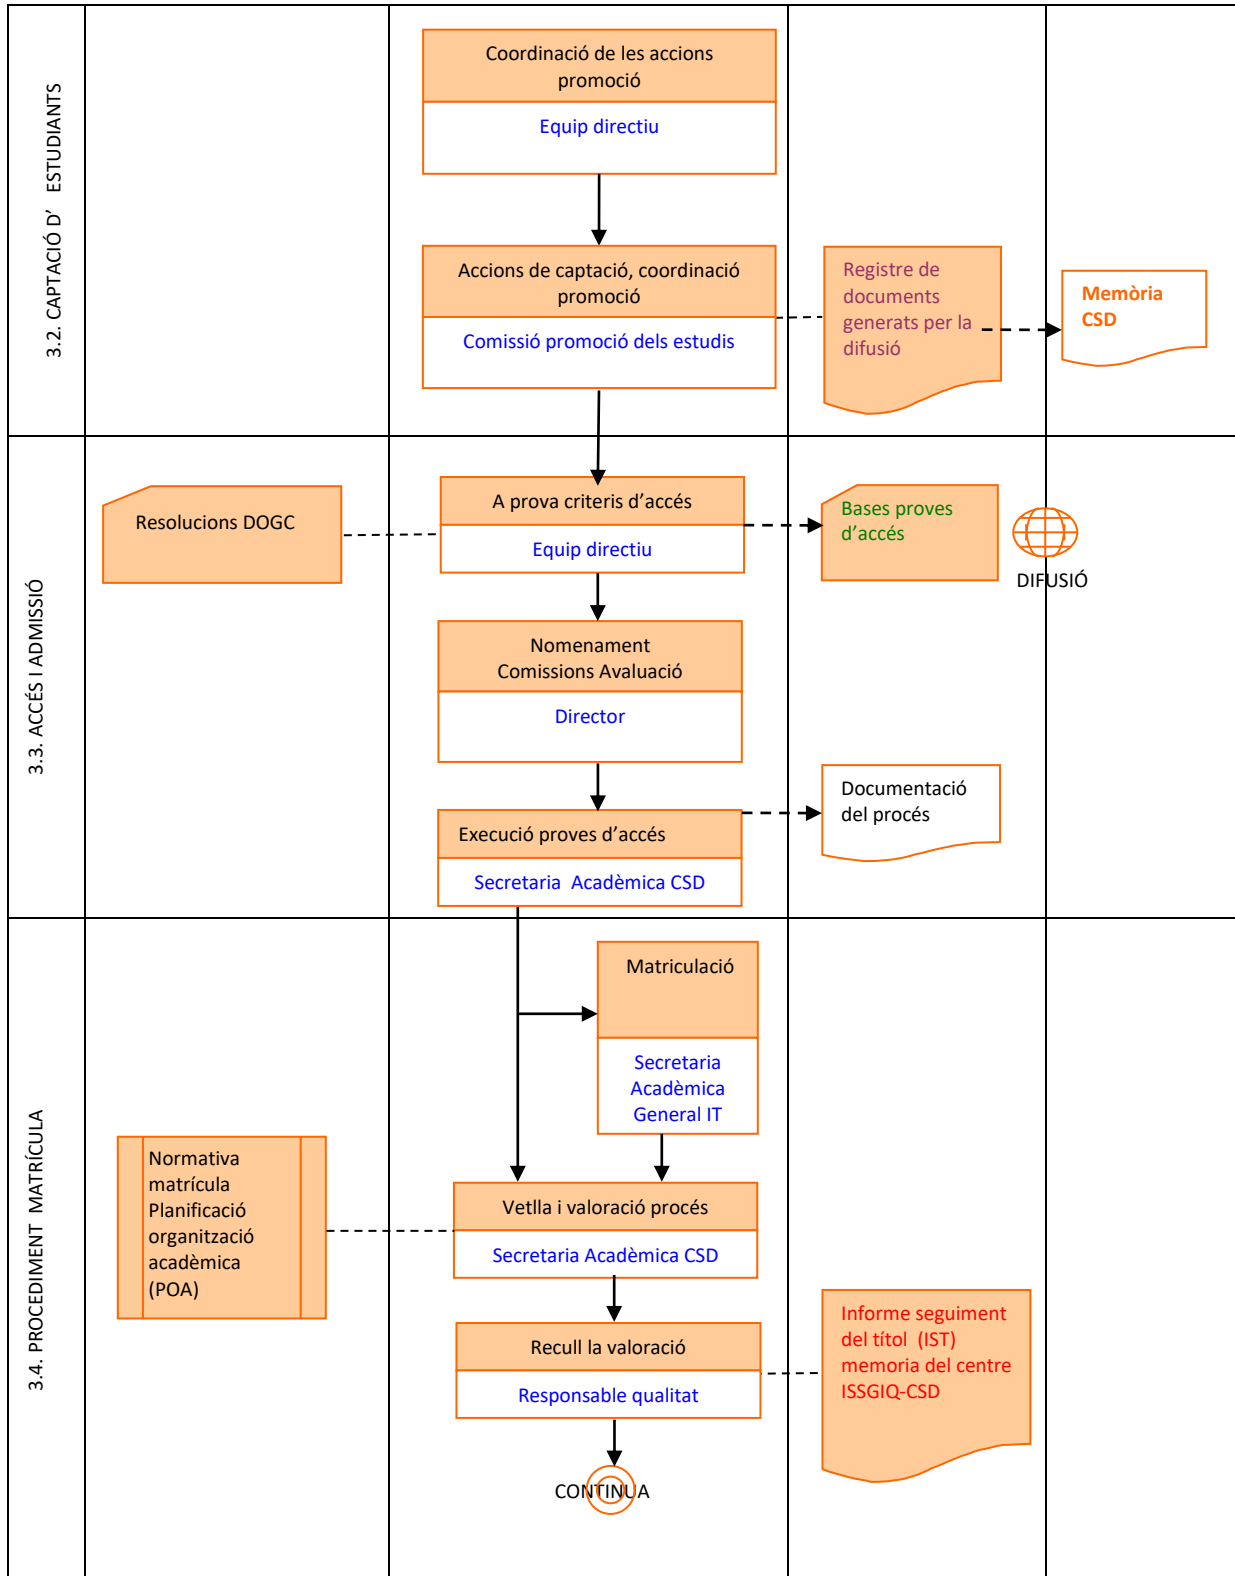 3.2. CAPTACIÓ D’ ESTUDIANTS
Coordinació de les accions
promoció
Equip directiu
Accions de captació, coordinació
promoció
Comissió promoció dels estudis
Registre de
documents
generats per la
difusió
Memòria
CSD
3.3. ACCÉS I ADMISSIÓ
Resolucions DOGC
A prova criteris d’accés
Equip directiu
Bases proves
d’accés
DIFUSIÓ
Nomenament
Comissions Avaluació
Director
Execució proves d’accés
Secretaria Acadèmica CSD
Documentació
del procés
3.4. PROCEDIMENT MATRÍCULA
Matriculació
Secretaria
Acadèmica
General IT
Normativa
matrícula
Planificació
organització
acadèmica
(POA)
Vetlla i valoració procés
Secretaria Acadèmica CSD
Recull la valoració
Responsable qualitat
Informe seguiment
del títol (IST)
memoria del centre
ISSGIQ-CSD
CONTINUA